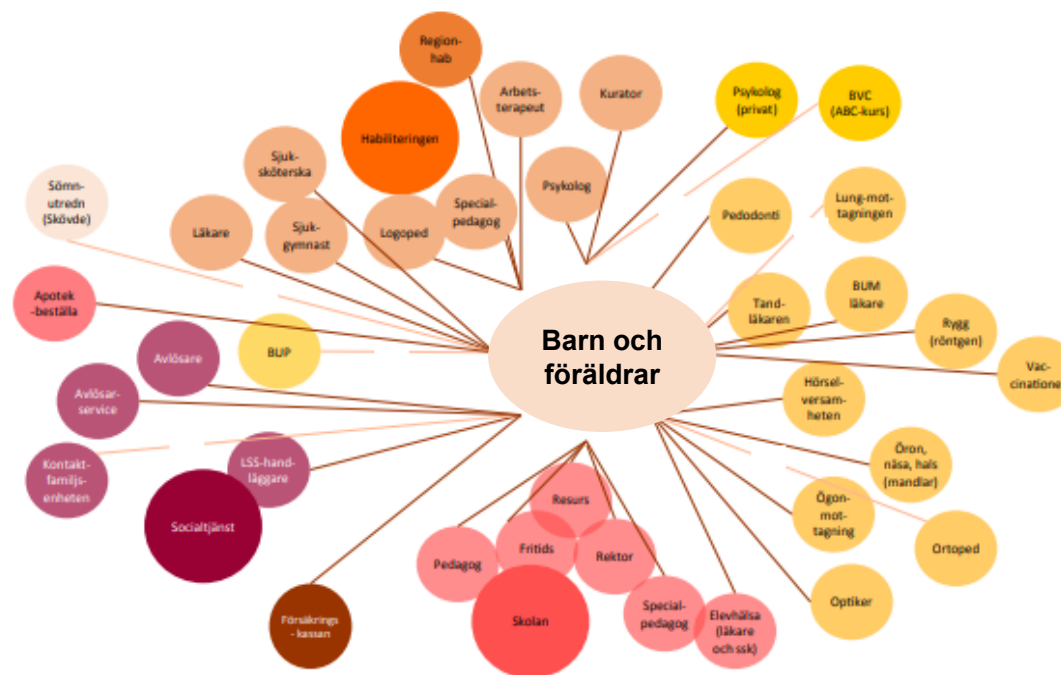 Region-
hab
Arbets-
terapeut
Kurator
Psykolog
(privat)
BVC
(ABC-kurs)
Habiliteringen
Sjuk-
sköterska
Psykolog
Sömn-
utredn
(Skövde)
Läkare
Sjuk-
gymnast
Logoped
Special-
pedagog
Pedodonti
Lung-mot-
tagningen
Apotek
-beställa
Avlösare
BUP
Barn och
föräldrar
Tand-
läkaren
BUM
läkare
Rygg
(röntgen)
Vac-
cinatione
Avlösar-
service
Hörsel-
versam-
heten
Kontakt-
familjs-
enheten
LSS-hand-
läggare
Öron,
näsa, hals
(mandlar)
Socialtjänst
Resurs
Ögon-
mot-
tagning
Ortoped
Pedagog
Fritids
Rektor
Försäkrings
- kassan
Skolan
Special-
pedagog
Elevhälsa
(läkare
och ssk)
Optiker